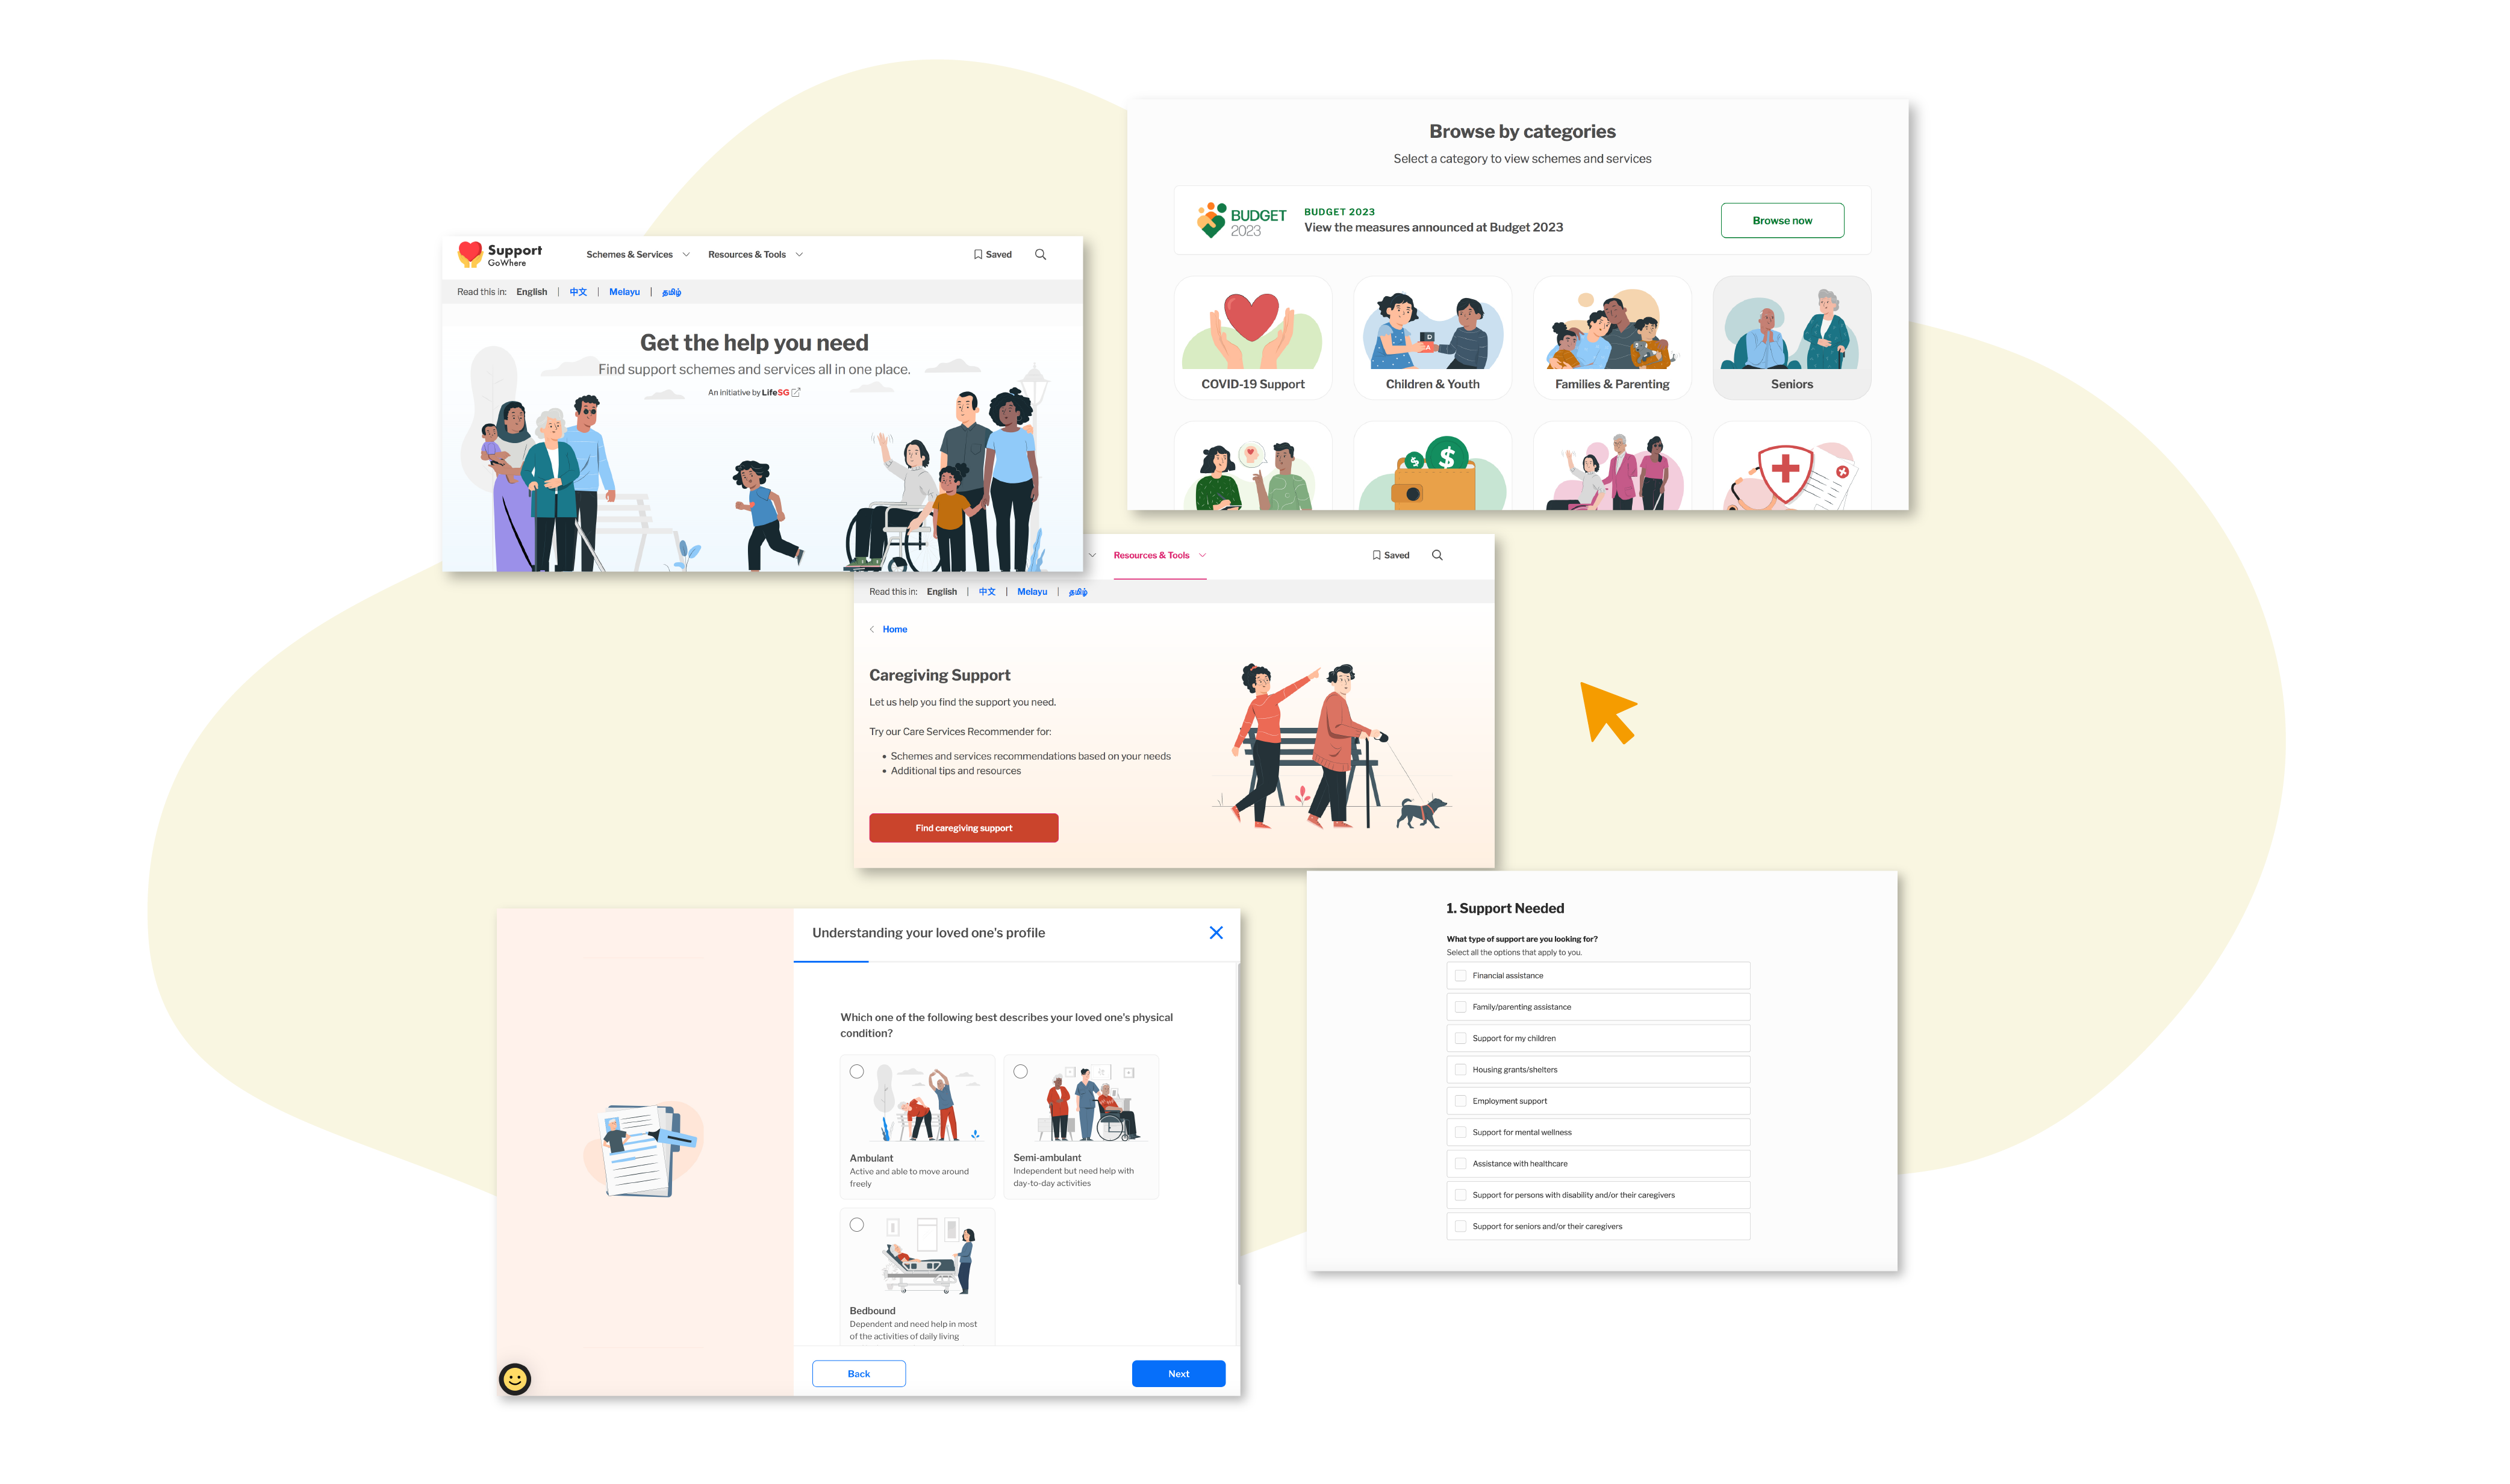 Support
GoWhere
Schemes & Services
Resources & Tools
Saved
Read this in: English | 中文 | Melayu | தமிழ்
Get the help you need
Find support schemes and services all in one place.
An initiative by LifeSG
Browse by categories
Select a category to view schemes and services
BUDGET
2023
BUDGET 2023
View the measures announced at Budget 2023
Browse now
COVID-19 Support
Children & Youth
Families & Parenting
Seniors
Resources & Tools
Saved
Read this in: English | 中文 | Melayu | தமிழ்
Home
Caregiving Support
Let us help you find the support you need.
Try our Care Services Recommender for:
• Schemes and services recommendations based on your needs
• Additional tips and resources
Find caregiving support
Understanding your loved one's profile
Which one of the following best describes your loved one's physical
condition?
Ambulant
Active and able to move around
freely
Semi-ambulant
Independent but need help with
day-to-day activities
Bedbound
Dependent and need help in most
of the activities of daily living
Back
Next
1. Support Needed
What type of support are you looking for?
Select all the options that apply to you.
Financial assistance
Family/parenting assistance
Support for my children
Housing grants/shelters
Employment support
Support for mental wellness
Assistance with healthcare
Support for persons with disability and/or their caregivers
Support for seniors and/or their caregivers